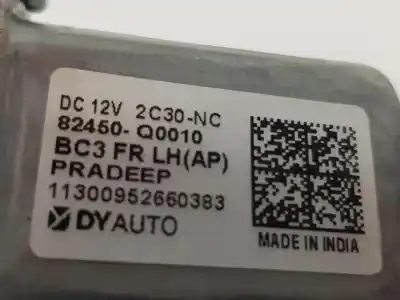 DC 12V 2C30-NC
82450-Q0010
BC3 FR LH(AP)
PRADEEP
11300952660383
DYAUTO
MADE IN INDIA